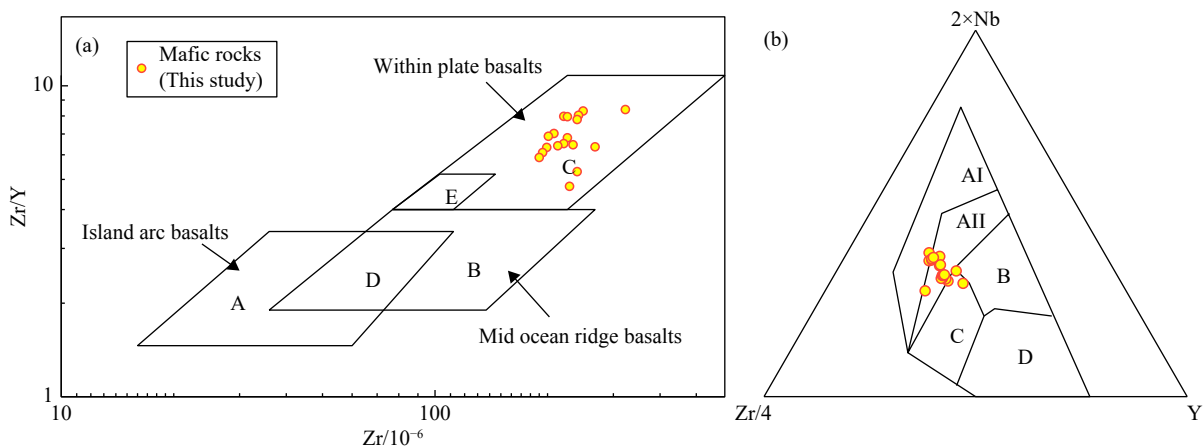 (a)
Mafic rocks
(This study)
Within plate basalts
Island arc basalts
Mid ocean ridge basalts
A
B
C
D
E
Zr/Y
10
1
10
100
Zr/10⁻⁶
(b)
2×Nb
AI
AII
B
C
D
Zr/4
Y